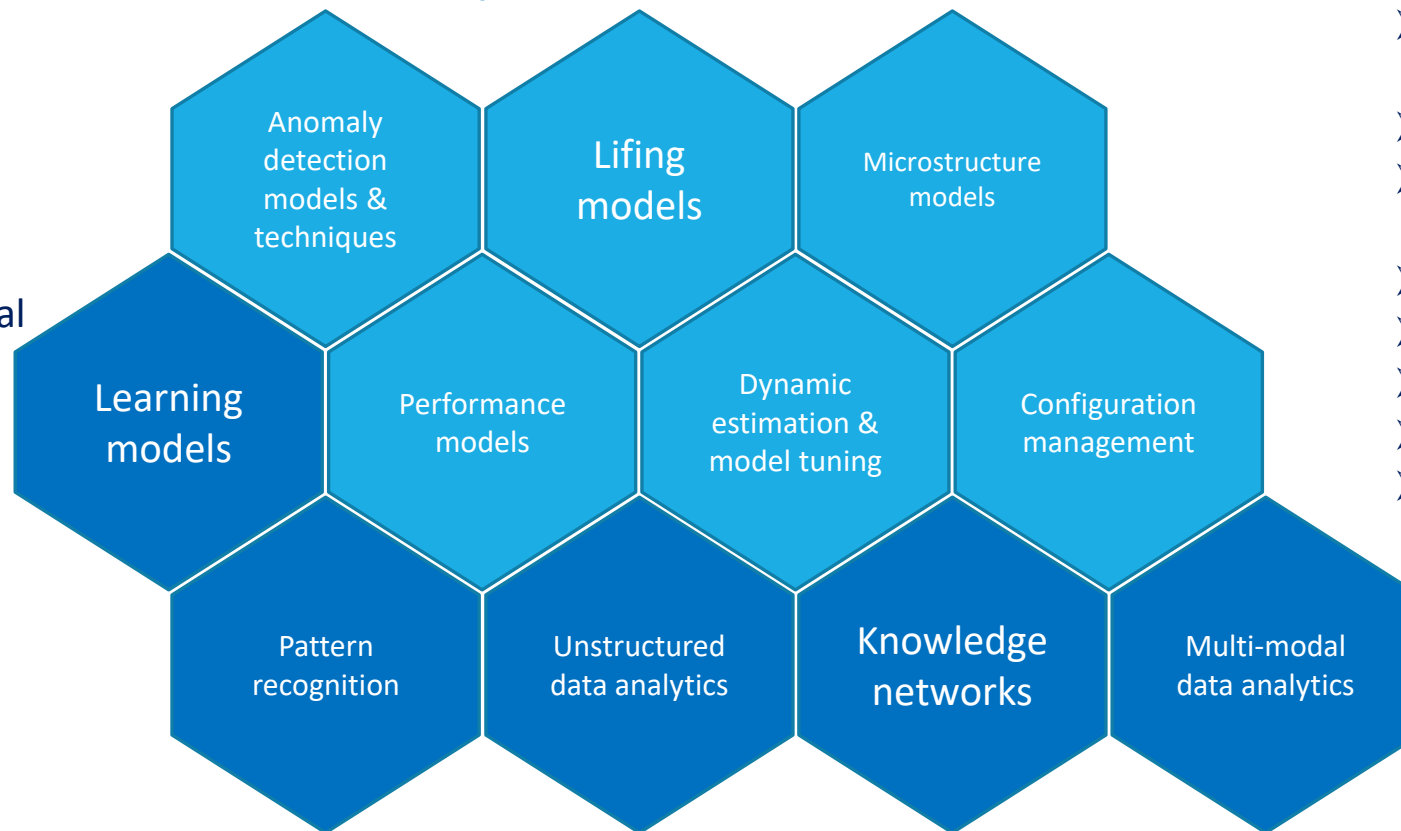 Anomaly
detection
models &
techniques
Lifing
models
Microstructure
models
al
Learning
models
Performance
models
Dynamic
estimation &
model tuning
Configuration
management
Pattern
recognition
Unstructured
data analytics
Knowledge
networks
Multi-modal
data analytics